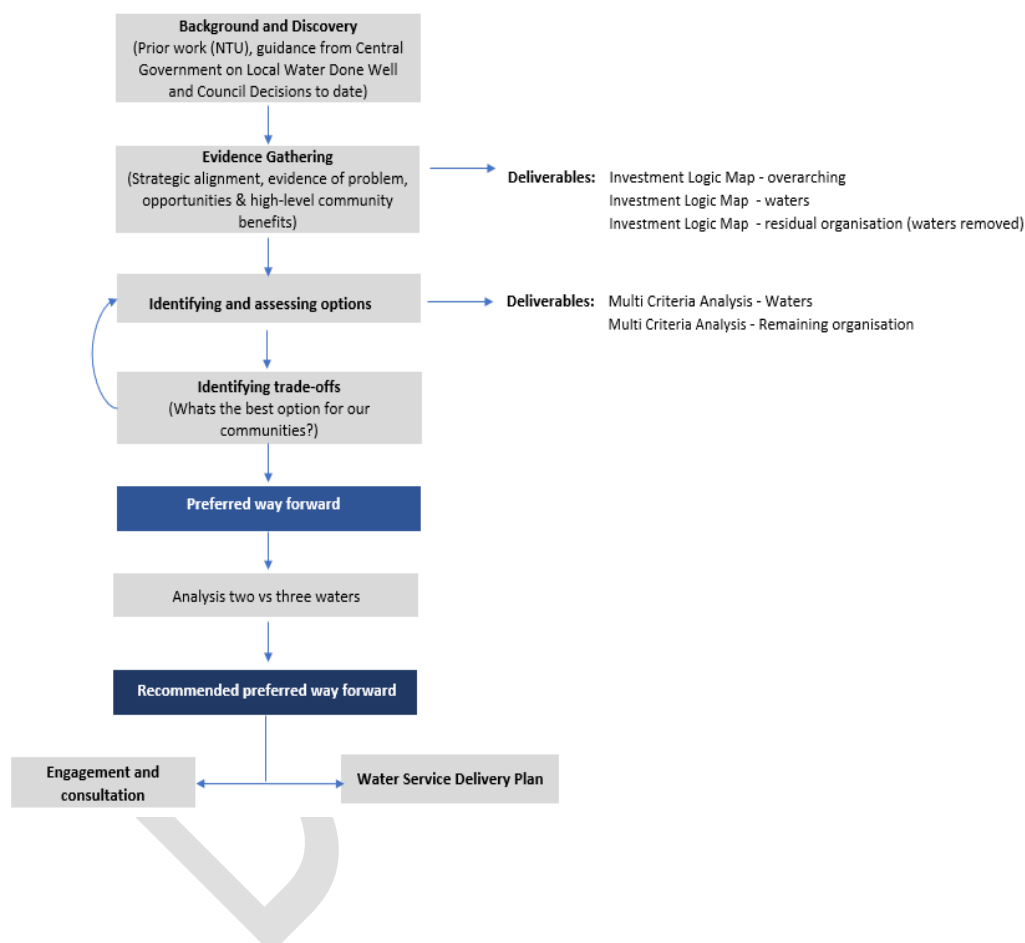 Background and Discovery
(Prior work (NTU), guidance from Central
Government on Local Water Done Well
and Council Decisions to date)
Evidence Gathering
(Strategic alignment, evidence of problem,
opportunities & high-level community
benefits)
Deliverables: Investment Logic Map - overarching
Investment Logic Map - waters
Investment Logic Map - residual organisation (waters removed)
Identifying and assessing options
Deliverables: Multi Criteria Analysis - Waters
Multi Criteria Analysis - Remaining organisation
Identifying trade-offs
(Whats the best option for our
communities?)
Preferred way forward
Analysis two vs three waters
Recommended preferred way forward
Engagement and
consultation
Water Service Delivery Plan